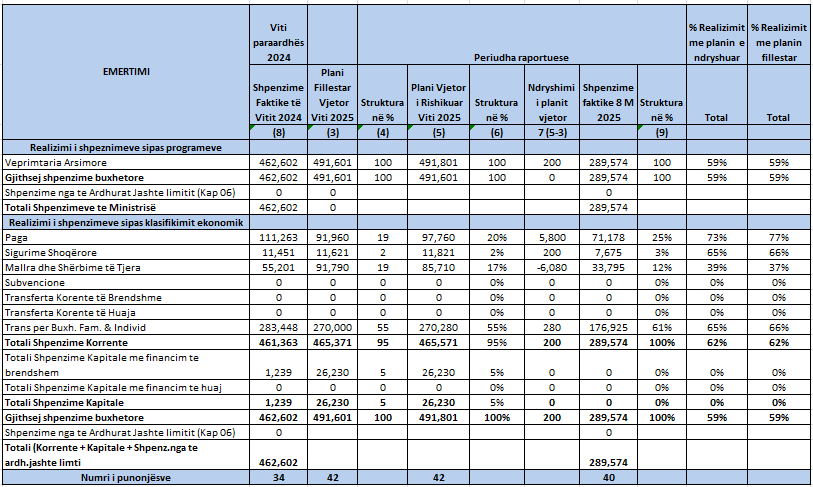 EMERTIMI | Viti paraardhës 2024 | Periudha raportuese | % Realizimit me planin e ndryshuar | % Realizimit me planin fillestar
Shpenzime Faktike të Vitit 2024 | Plani Fillestar Vjetor Viti 2025 | Struktura në % | Plani Vjetor i Rishikuar Viti 2025 | Struktura në % | Ndryshimi i planit vjetor | Shpenzime faktike 8 M 2025 | Struktura në % | Total | Total
(8) | (3) | (4) | (5) | (6) | 7 (5-3) | (9)
Realizimi i shpeznimeve sipas programeve
Veprimtaria Arsimore | 462,602 | 491,601 | 100 | 491,801 | 100 | 200 | 289,574 | 100 | 59% | 59%
Gjithsej shpenzime buxhetore | 462,602 | 491,601 | 100 | 491,601 | 100 | 0 | 289,574 | 100 | 59% | 59%
Shpenzime nga te Ardhurat Jashte limitit (Kap 06) | 0 | 0 | 0
Totali Shpenzimeve te Ministrisë | 462,602 | 0 | 289,574
Realizimi i shpenzimeve sipas klasifikimit ekonomik
Paga | 111,263 | 91,960 | 19 | 97,760 | 20% | 5,800 | 71,178 | 25% | 73% | 77%
Sigurime Shoqërore | 11,451 | 11,621 | 2 | 11,821 | 2% | 200 | 7,675 | 3% | 65% | 66%
Mallra dhe Shërbime të Tjera | 55,201 | 91,790 | 19 | 85,710 | 17% | -6,080 | 33,795 | 12% | 39% | 37%
Subvencione | 0 | 0 | 0 | 0 | 0% | 0 | 0 | 0% | 0% | 0%
Transferta Korente të Brendshme | 0 | 0 | 0 | 0 | 0% | 0 | 0 | 0% | 0% | 0%
Transferta Korente të Huaja | 0 | 0 | 0 | 0 | 0% | 0 | 0 | 0% | 0% | 0%
Trans per Buxh. Fam. & Individ | 283,448 | 270,000 | 55 | 270,280 | 55% | 280 | 176,925 | 61% | 65% | 66%
Totali Shpenzime Korrente | 461,363 | 465,371 | 95 | 465,571 | 95% | 200 | 289,574 | 100% | 62% | 62%
Totali Shpenzime Kapitale me financim te brendshem | 1,239 | 26,230 | 5 | 26,230 | 5% | 0 | 0 | 0% | 0% | 0%
Totali Shpenzime Kapitale me financim te huaj | 0 | 0 | 0 | 0 | 0% | 0 | 0 | 0% | 0% | 0%
Totali Shpenzime Kapitale | 1,239 | 26,230 | 5 | 26,230 | 5% | 0 | 0 | 0% | 0% | 0%
Gjithsej shpenzime buxhetore | 462,602 | 491,601 | 100 | 491,801 | 100% | 200 | 289,574 | 100% | 59% | 59%
Shpenzime nga te Ardhurat Jashte limitit (Kap 06) | 0 | 0
Totali (Korrente + Kapitale + Shpenz.nga te ardh.jashte limti | 462,602 | 289,574
Numri i punonjësve | 34 | 42 | 42 | 40